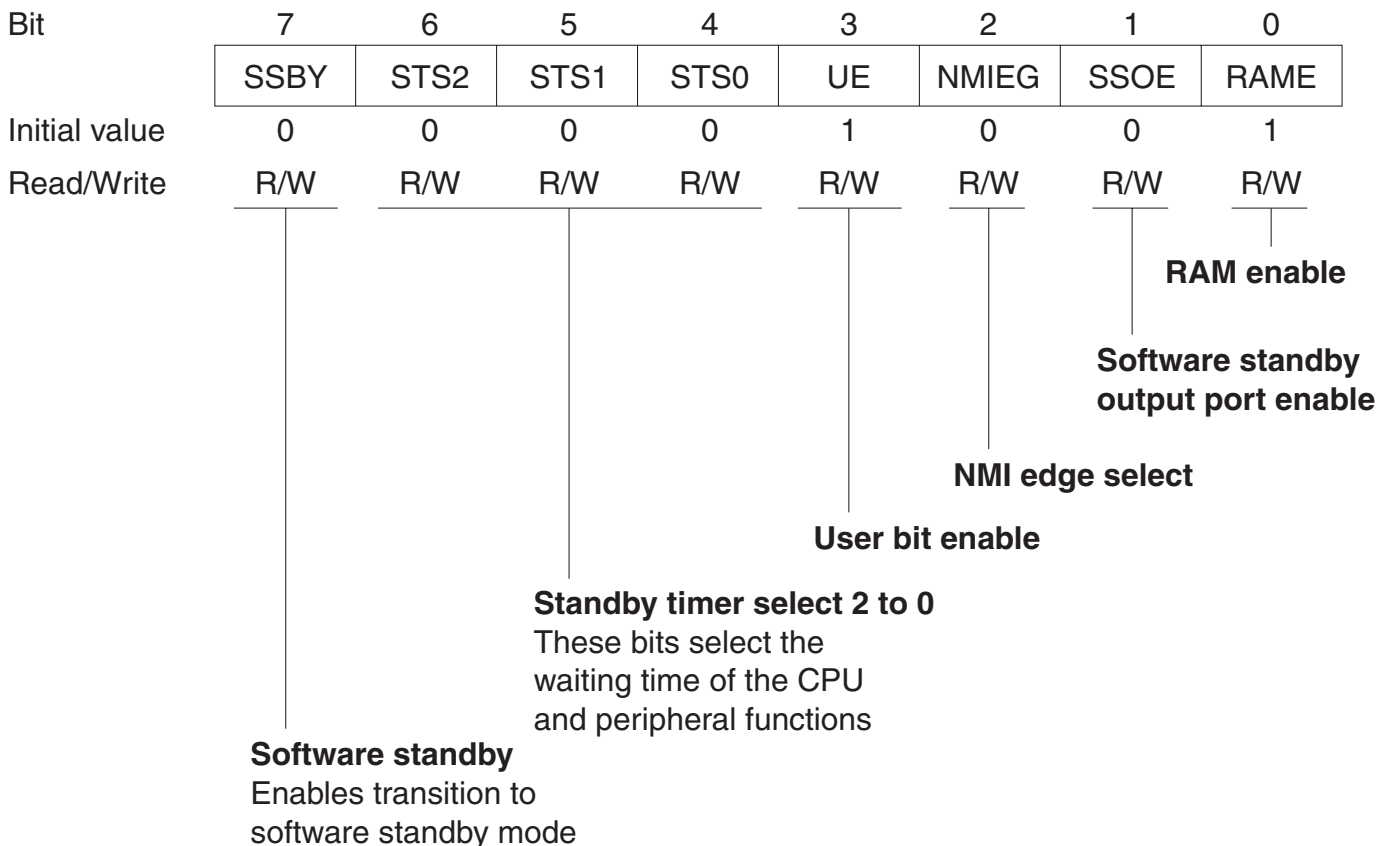 Bit 7 6 5 4 3 2 1 0
SSBY STS2 STS1 STS0 UE NMIEG SSOE RAME
Initial value 0 0 0 0 1 0 0 1
Read/Write R/W R/W R/W R/W R/W R/W R/W R/W
RAM enable
Software standby
output port enable
NMI edge select
User bit enable
Standby timer select 2 to 0
These bits select the
waiting time of the CPU
and peripheral functions
Software standby
Enables transition to
software standby mode